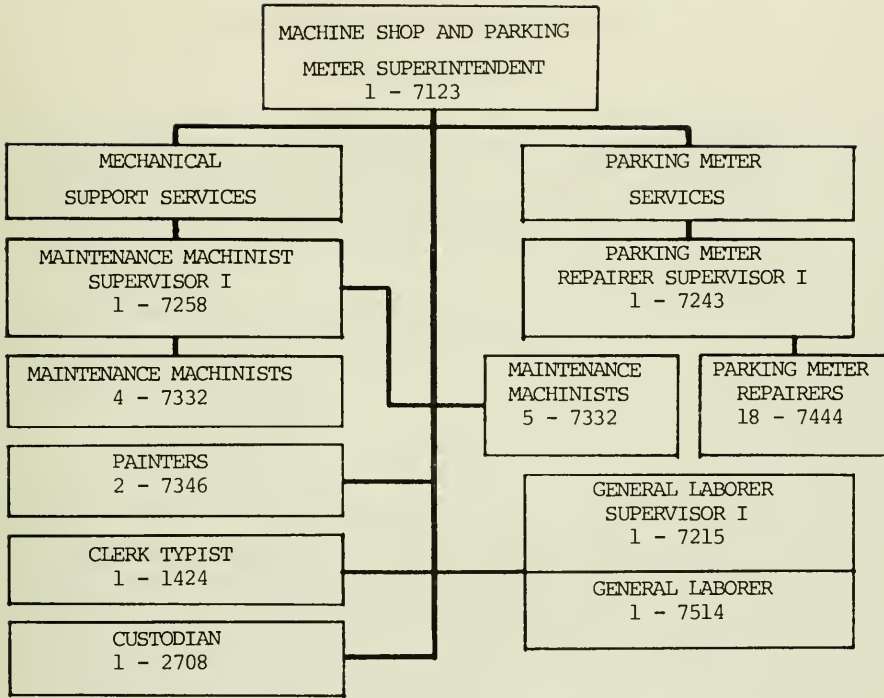 MACHINE SHOP AND PARKING
METER SUPERINTENDENT
1 - 7123
MECHANICAL
SUPPORT SERVICES
PARKING METER
SERVICES
MAINTENANCE MACHINIST
SUPERVISOR I
1 - 7258
PARKING METER
REPAIRER SUPERVISOR I
1 - 7243
MAINTENANCE MACHINISTS
4 - 7332
MAINTENANCE
MACHINISTS
5 - 7332
PARKING METER
REPAIRERS
18 - 7444
PAINTERS
2 - 7346
GENERAL LABORER
SUPERVISOR I
1 - 7215
CLERK TYPIST
1 - 1424
GENERAL LABORER
1 - 7514
CUSTODIAN
1 - 2708